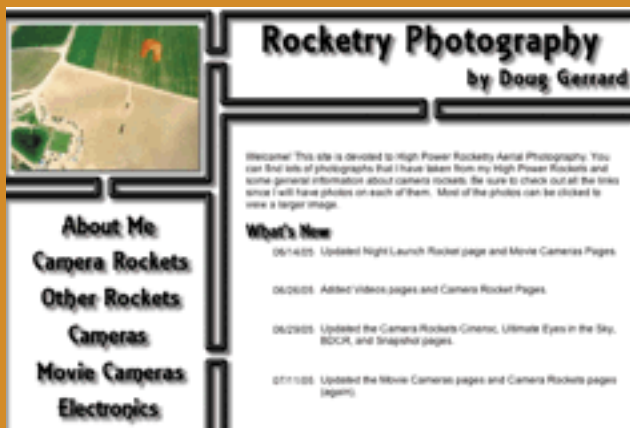 Rocketry Photography
by Doug Gerrard
Welcome! This site is devoted to High Power Rocketry Aerial Photography. You
can find lots of photographs that I have taken from my High Power Rockets and
some general information about camera rockets. Be sure to check out all the links
since I will have photos on each of them. Most of the photos can be clicked to
view a larger image.
What's New
06/14/05 Updated Night Launch Rocket page and Movie Cameras Pages.
06/26/05 Added Videos pages and Camera Rocket Pages.
06/29/05 Updated the Camera Rockets Cineroc, Ultimate Eyes in the Sky,
BDCR, and Snapshot pages.
07/11/05 Updated the Movie Cameras pages and Camera Rockets pages
(again).
About Me
Camera Rockets
Other Rockets
Cameras
Movie Cameras
Electronics